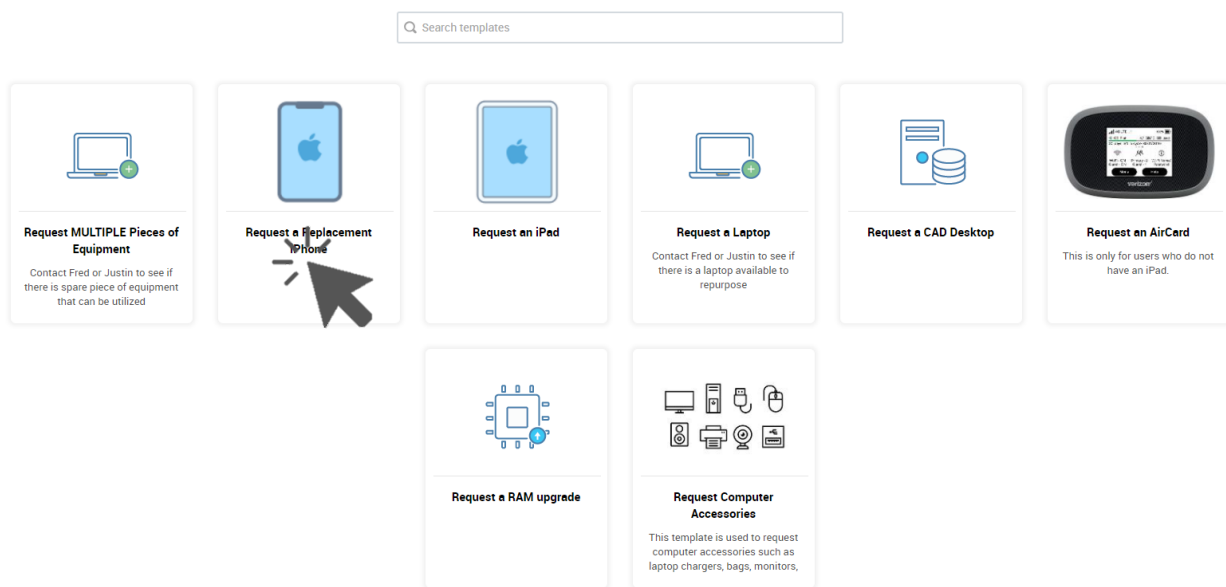 Search templates
Request MULTIPLE Pieces of
Equipment
Contact Fred or Justin to see if
there is spare piece of equipment
that can be utilized
Request a Replacement
iPhone
Request an iPad
Request a Laptop
Contact Fred or Justin to see if
there is a laptop available to
repurpose
Request a CAD Desktop
verizon
Request an AirCard
This is only for users who do not
have an iPad.
Request a RAM upgrade
Request Computer
Accessories
This template is used to request
computer accessories such as
laptop chargers, bags, monitors,